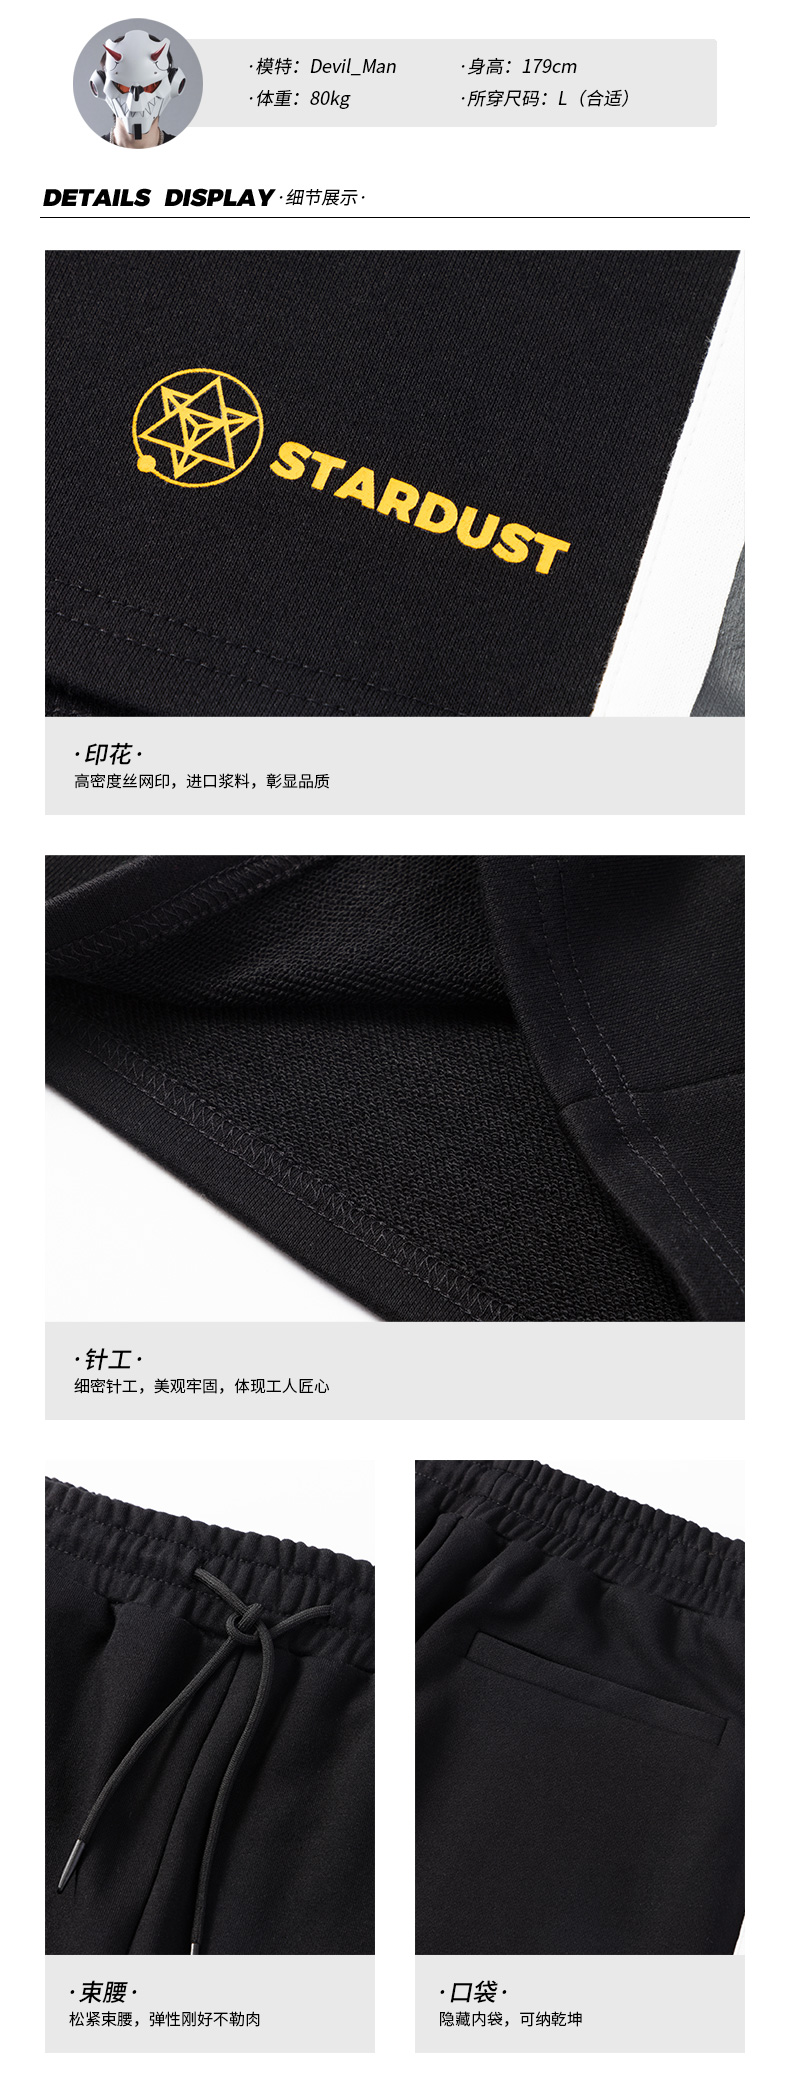 ·模特：Devil_Man
·身高：179cm
·体重：80kg
·所穿尺码：L（合适）
DETAILS DISPLAY ·细节展示·
STARDUST
·印花·
高密度丝网印，进口浆料，彰显品质
·针工·
细密针工，美观牢固，体现工人匠心
·束腰·
松紧束腰，弹性刚好不勒肉
·口袋·
隐藏内袋，可纳乾坤